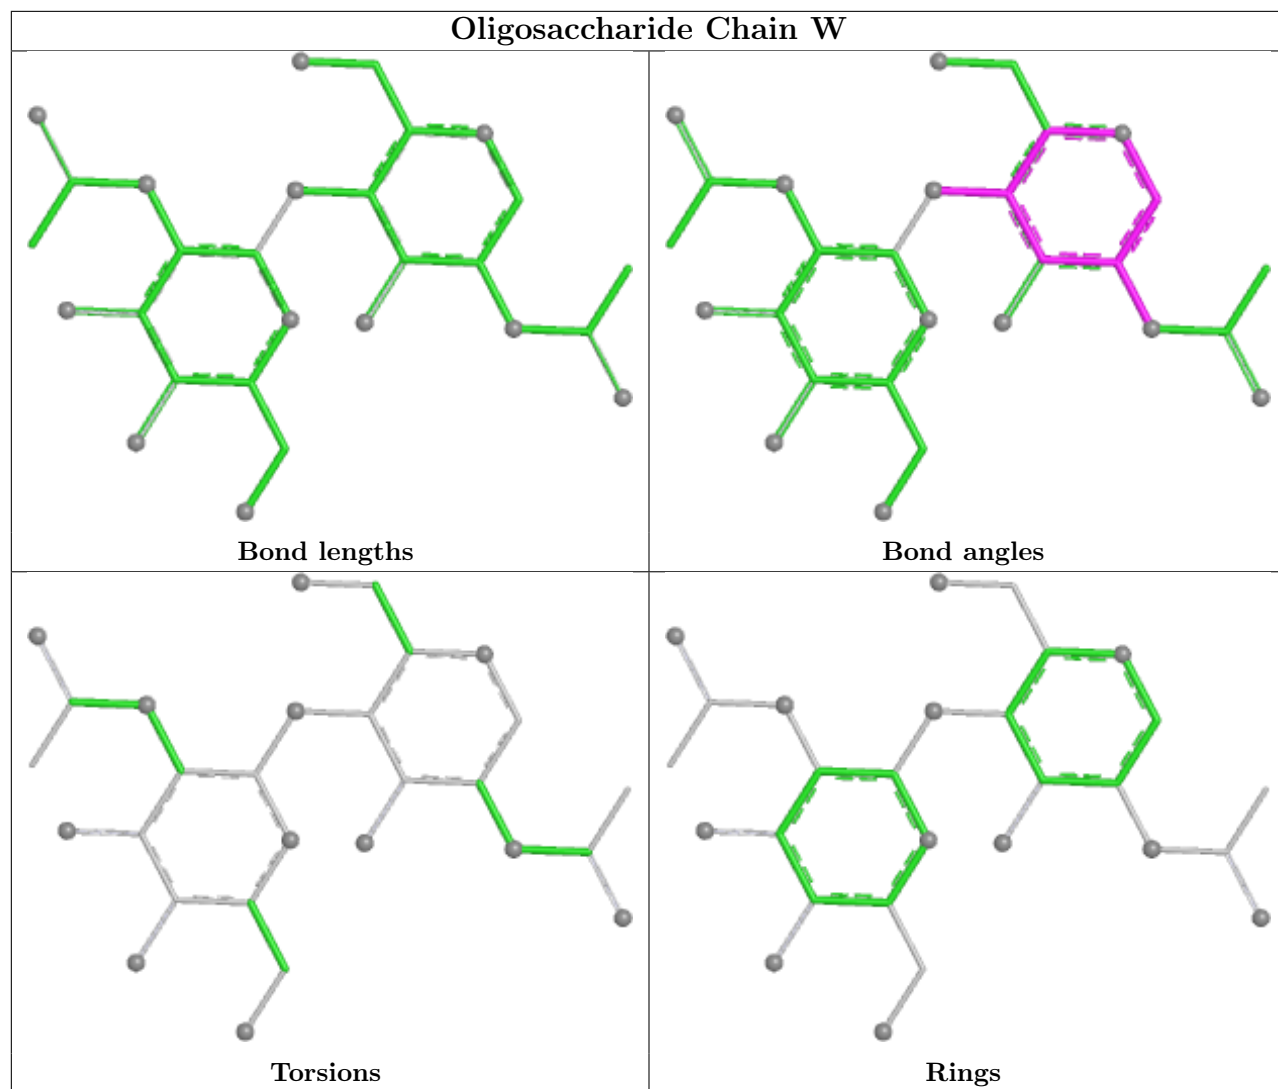 Oligosaccharide Chain W
Bond lengths
Bond angles
Torsions
Rings